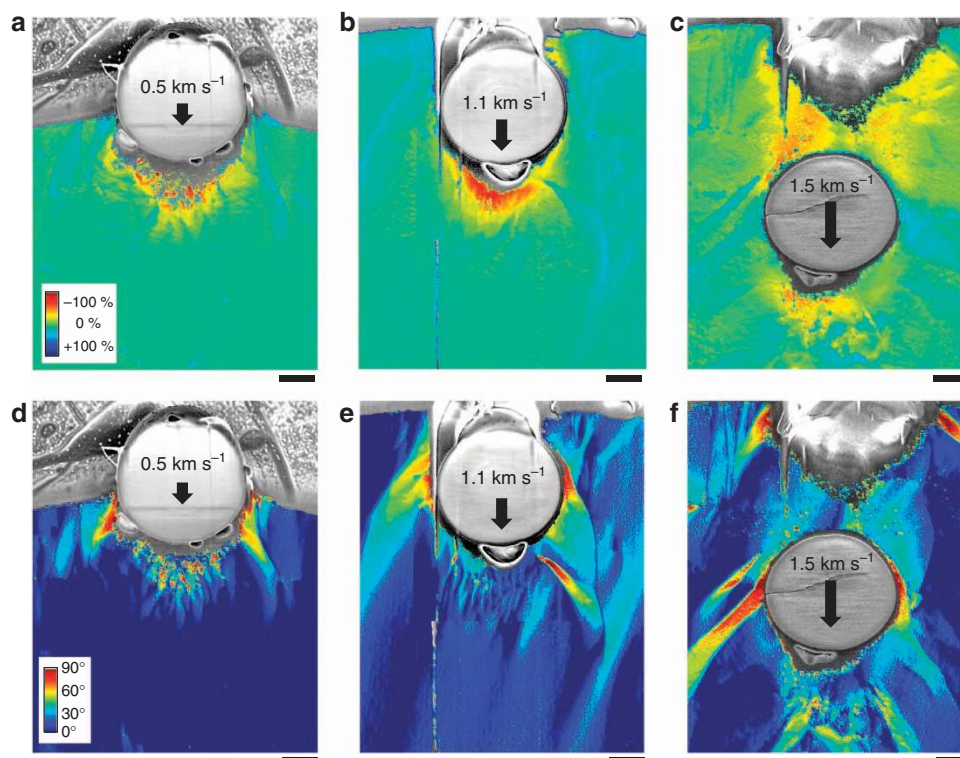 a
b
c
0.5 km s⁻¹
1.1 km s⁻¹
1.5 km s⁻¹
–100 %
0 %
+100 %
d
e
f
0.5 km s⁻¹
1.1 km s⁻¹
1.5 km s⁻¹
90°
60°
30°
0°